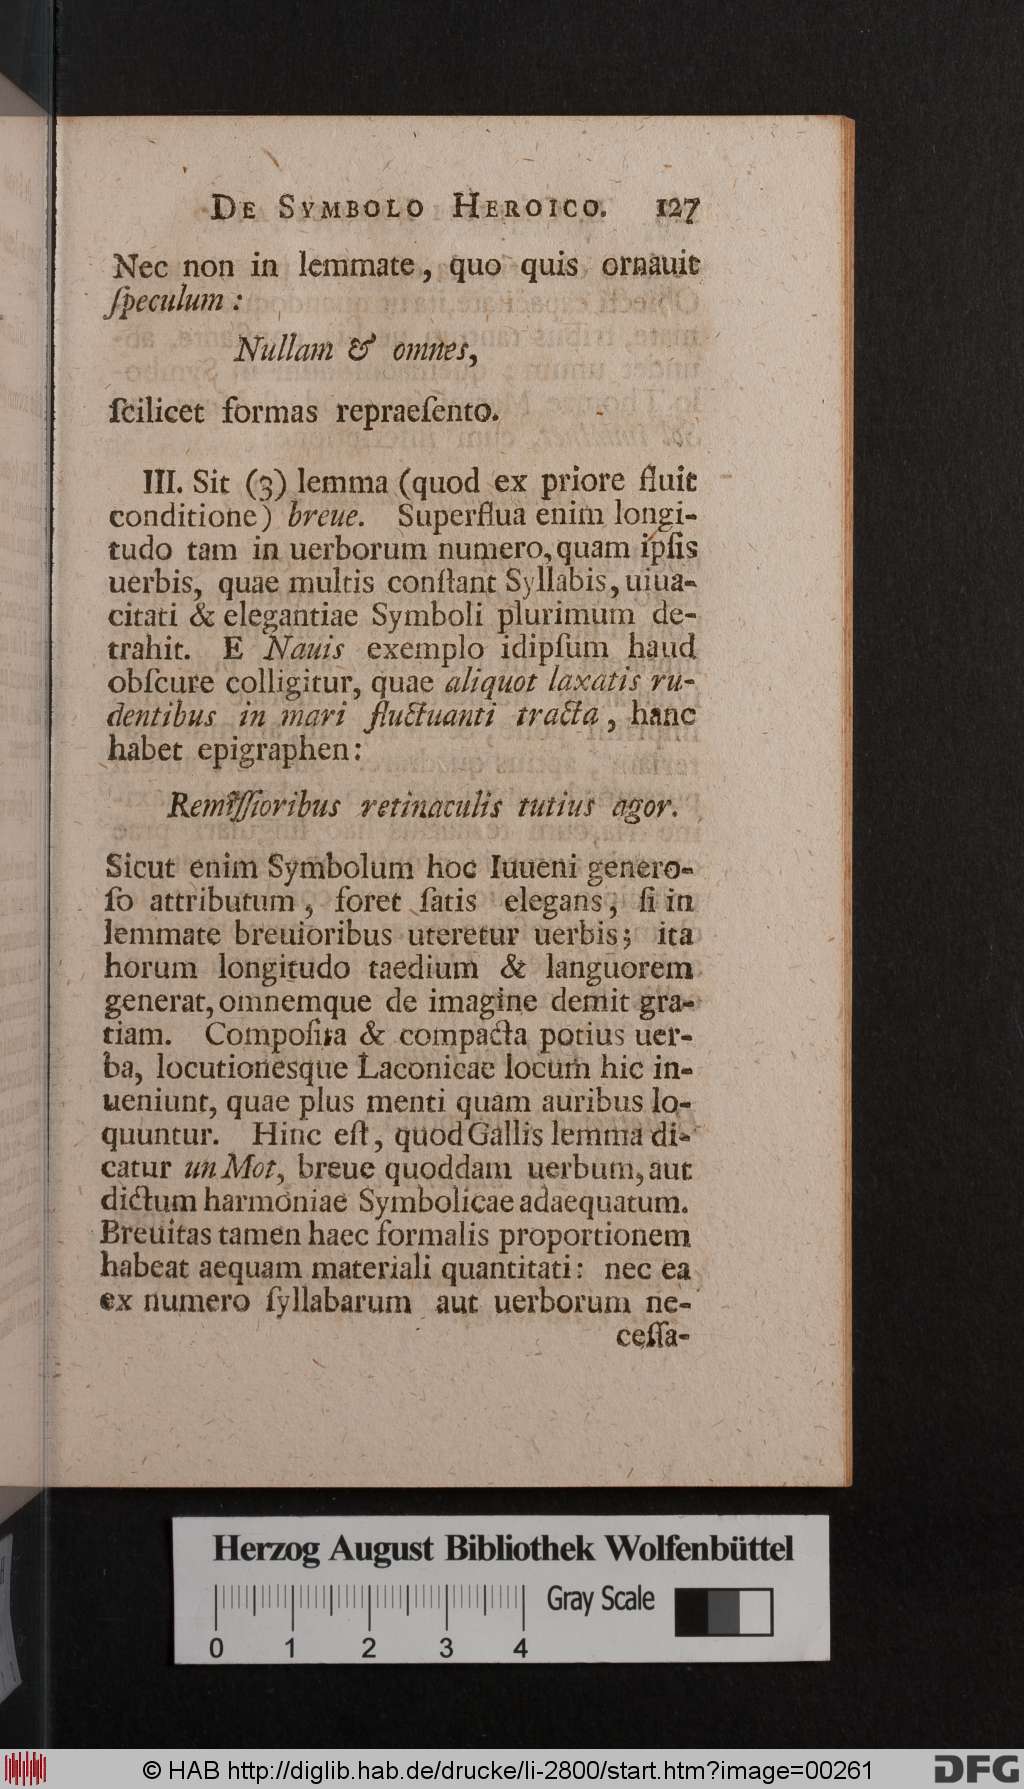 DE SYMBOLO HEROICO. 127
Nec non in lemmate, quo quis ornauit
ſpeculum:
Nullam & omnes,
ſcilicet formas repraeſento.
III. Sit (3) lemma (quod ex priore fluit
conditione) breue. Superflua enim longi-
tudo tam in uerborum numero, quam ipſis
uerbis, quae multis conſtant Syllabis, uiua-
citati & elegantiae Symboli plurimum de-
trahit. E Nauis exemplo idipſum haud
obſcure colligitur, quae aliquot laxatis ru-
dentibus in mari fluctuanti tracta, hanc
habet epigraphen:
Remiſſioribus retinaculis tutius agor.
Sicut enim Symbolum hoc Iuueni genero-
ſo attributum, foret ſatis elegans, ſi in
lemmate breuioribus uteretur uerbis; ita
horum longitudo taedium & languorem
generat, omnemque de imagine demit gra-
tiam. Compoſita & compacta potius uer-
ba, locutionesque Laconicae locum hic in-
ueniunt, quae plus menti quam auribus lo-
quuntur. Hinc eſt, quod Gallis lemma di-
catur un Mot, breue quoddam uerbum, aut
dictum harmoniae Symbolicae adaequatum.
Breuitas tamen haec formalis proportionem
habeat aequam materiali quantitati: nec ea
ex numero ſyllabarum aut uerborum ne-
ceſſa-
Herzog August Bibliothek Wolfenbüttel
Gray Scale
0 1 2 3 4
© HAB http://diglib.hab.de/drucke/li-2800/start.htm?image=00261
DFG